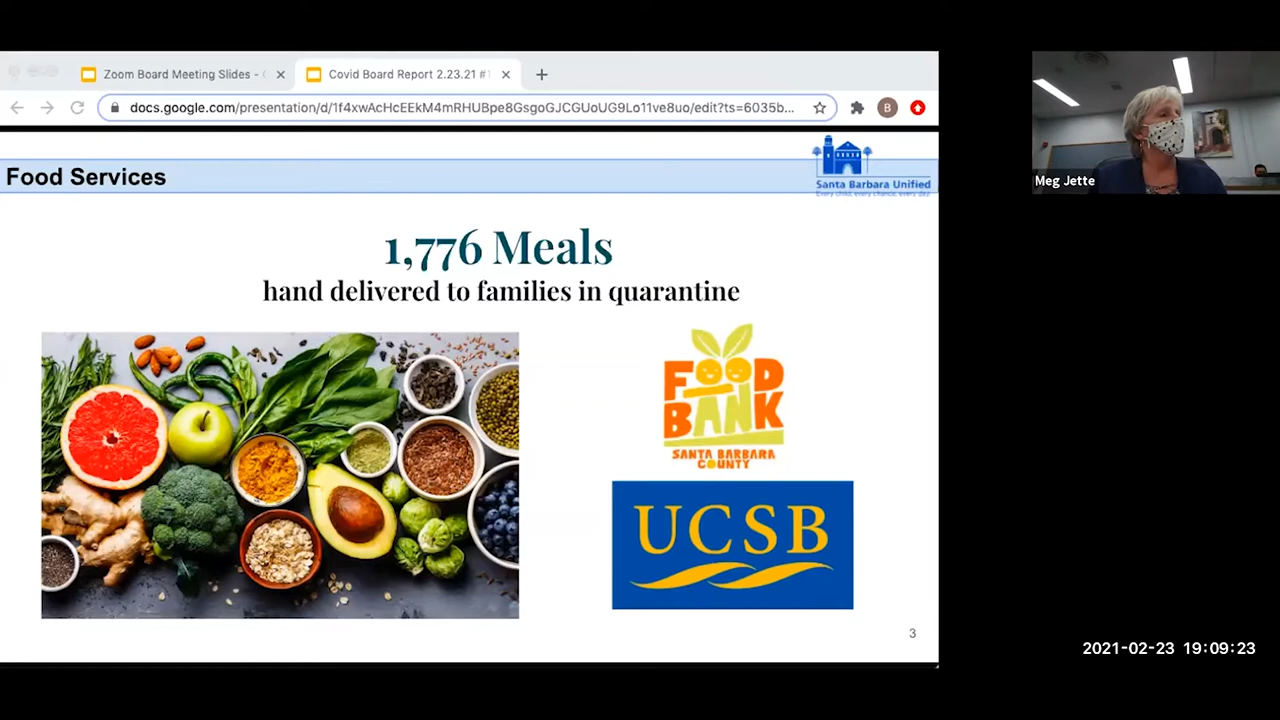 Zoom Board Meeting Slides -
Covid Board Report 2.23.21 #1
docs.google.com/presentation/d/1f4xwAcHcEEkM4mRHUBpe8GsgoGJCGUoUG9Lo11ve8uo/edit?ts=6035b...
B
Food Services
Santa Barbara Unified
Every child, every chance, every day.
1,776 Meals
hand delivered to families in quarantine
FOOD
BANK
SANTA BARBARA
COUNTY
UCSB
3
Meg Jette
2021-02-23 19:09:23